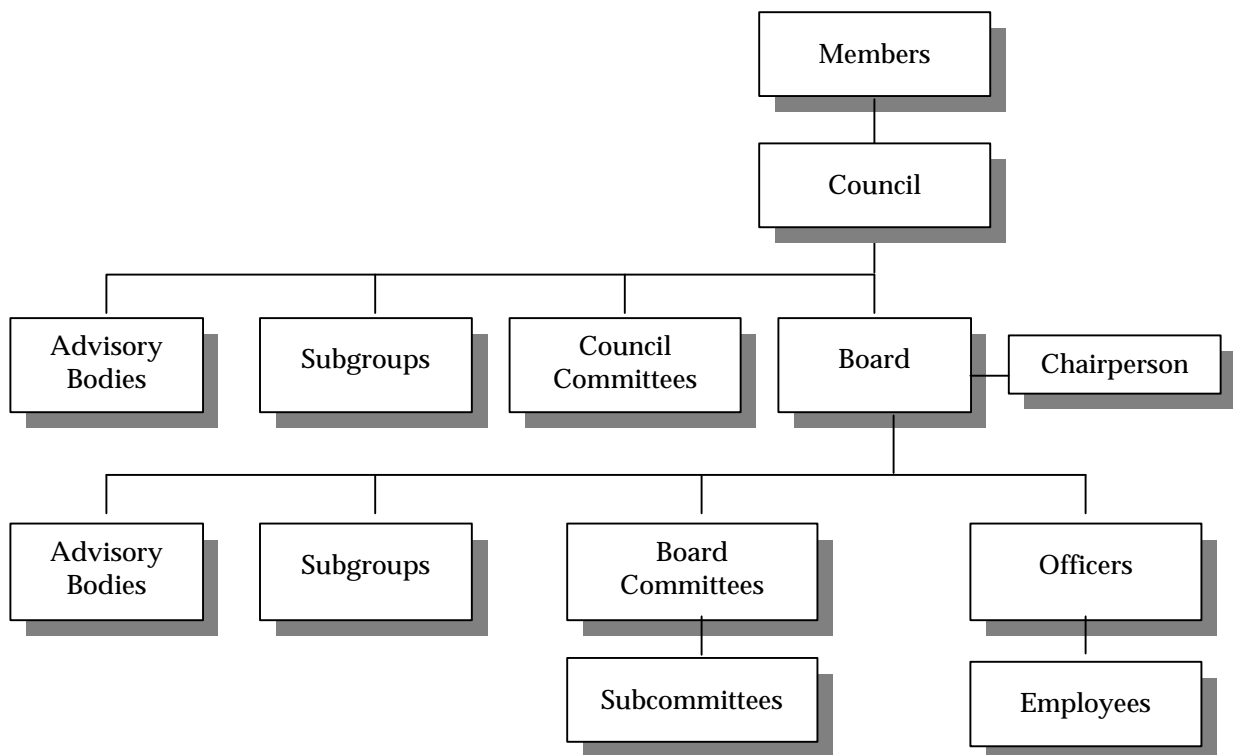 Members
Council
Advisory
Bodies
Subgroups
Council
Committees
Board
Chairperson
Advisory
Bodies
Subgroups
Board
Committees
Officers
Subcommittees
Employees